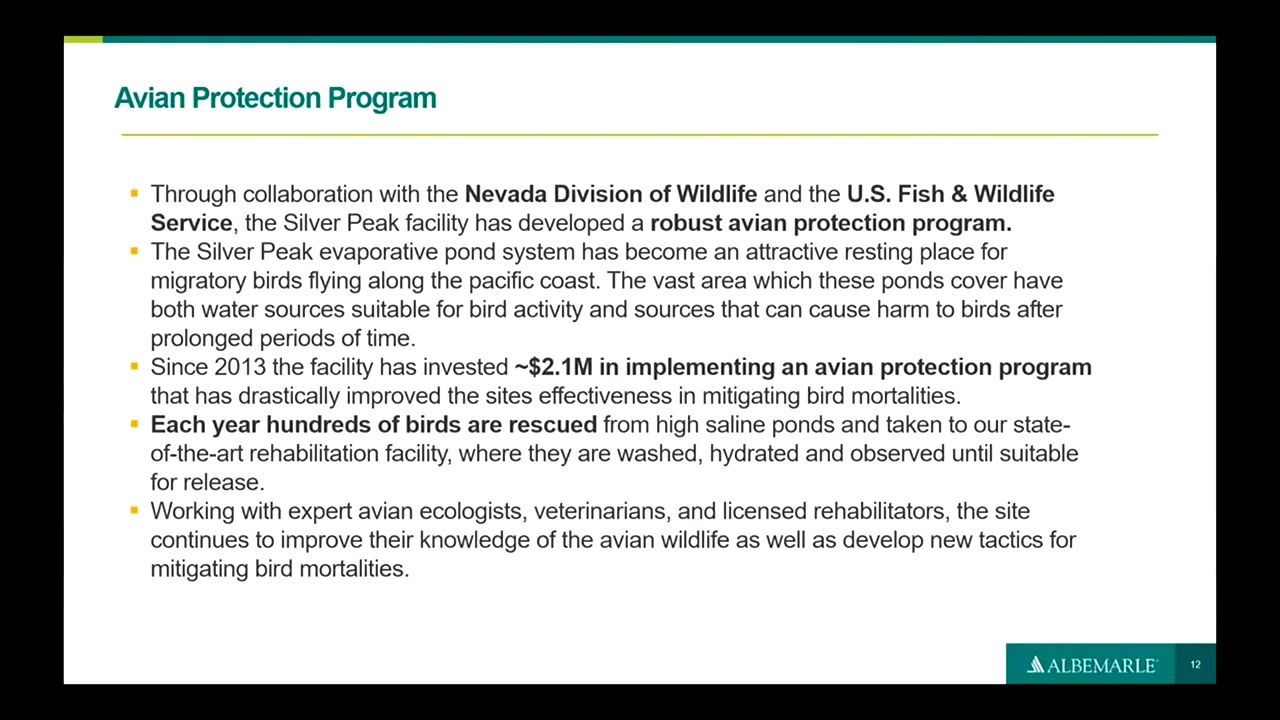 Avian Protection Program
Through collaboration with the Nevada Division of Wildlife and the U.S. Fish & Wildlife
Service, the Silver Peak facility has developed a robust avian protection program.
The Silver Peak evaporative pond system has become an attractive resting place for
migratory birds flying along the pacific coast. The vast area which these ponds cover have
both water sources suitable for bird activity and sources that can cause harm to birds after
prolonged periods of time.
Since 2013 the facility has invested ~$2.1M in implementing an avian protection program
that has drastically improved the sites effectiveness in mitigating bird mortalities.
Each year hundreds of birds are rescued from high saline ponds and taken to our state-
of-the-art rehabilitation facility, where they are washed, hydrated and observed until suitable
for release.
Working with expert avian ecologists, veterinarians, and licensed rehabilitators, the site
continues to improve their knowledge of the avian wildlife as well as develop new tactics for
mitigating bird mortalities.
ALBEMARLE
12